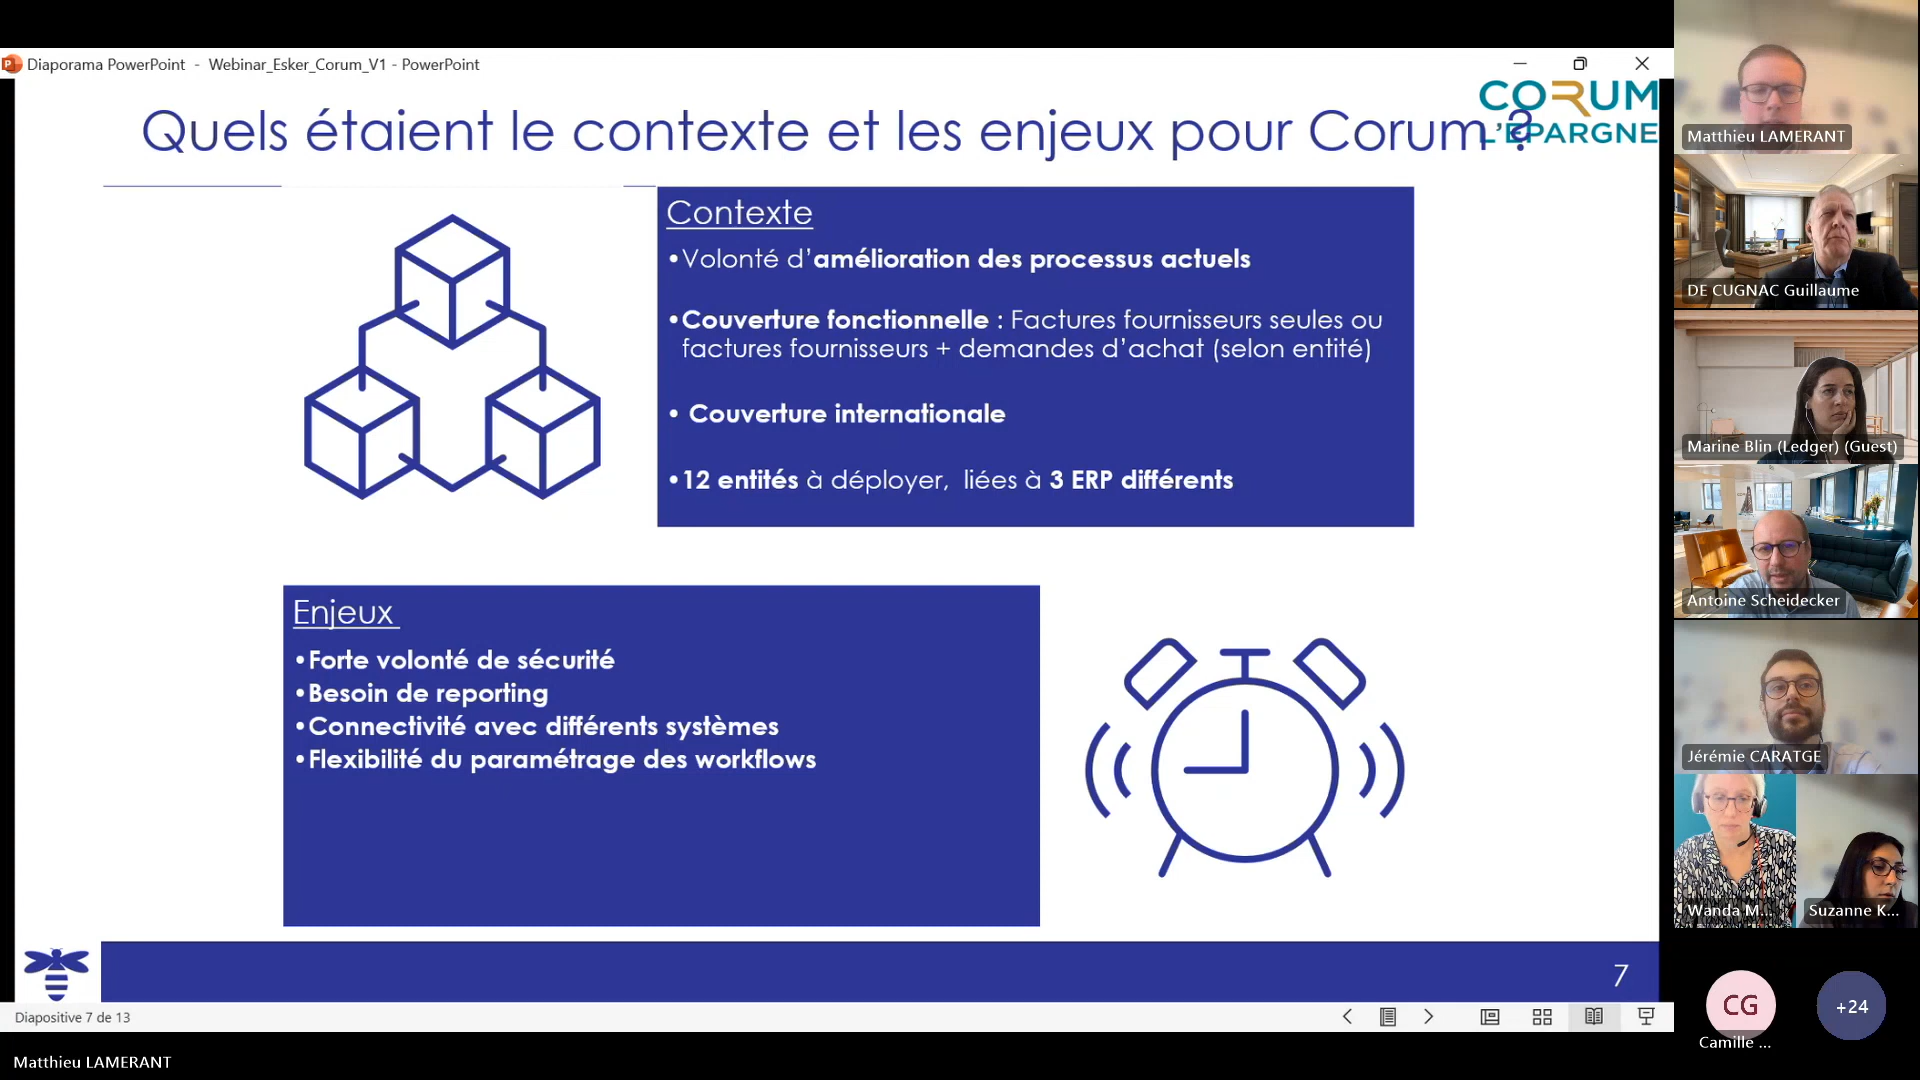 Diaporama PowerPoint - Webinar_Esker_Corum_V1 - PowerPoint
CORUM
L'ÉPARGNE
Quels étaient le contexte et les enjeux pour Corum ?
Contexte
•Volonté d'amélioration des processus actuels
•Couverture fonctionnelle : Factures fournisseurs seules ou
factures fournisseurs + demandes d'achat (selon entité)
• Couverture internationale
•12 entités à déployer, liées à 3 ERP différents
Enjeux
•Forte volonté de sécurité
•Besoin de reporting
•Connectivité avec différents systèmes
•Flexibilité du paramétrage des workflows
7
Diapositive 7 de 13
Matthieu LAMERANT
Matthieu LAMERANT
DE CUGNAC Guillaume
Marine Blin (Ledger) (Guest)
Antoine Scheidecker
Jérémie CARATGE
Wanda M...
Suzanne K...
CG
Camille ...
+24